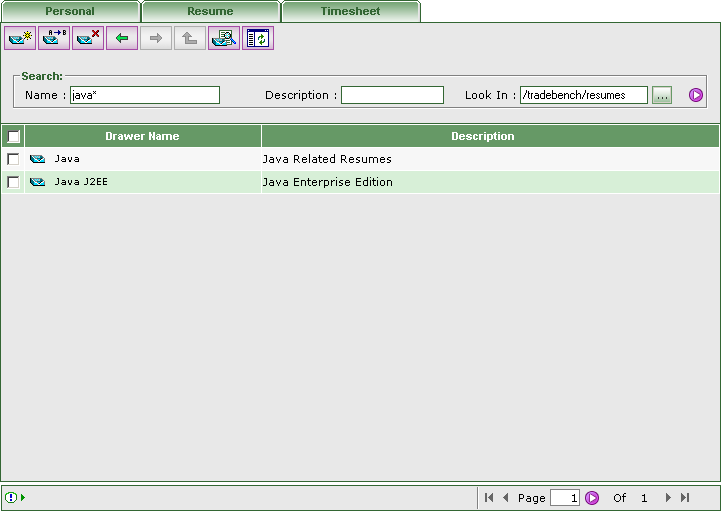 Personal Resume Timesheet
A B
Search:
Name : java* Description : Look In : /tradebench/resumes ...
Drawer Name Description
Java Java Related Resumes
Java J2EE Java Enterprise Edition
Page 1 Of 1